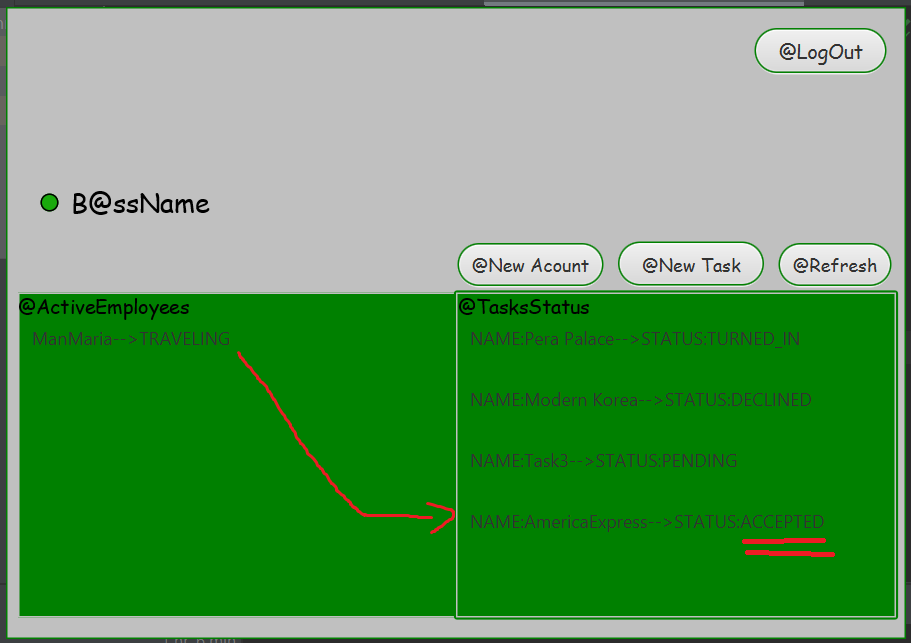 @LogOut
B@ssName
@New Acount
@New Task
@Refresh
@ActiveEmployees
ManMaria-->TRAVELING
@TasksStatus
NAME:Pera Palace-->STATUS:TURNED_IN
NAME:Modern Korea-->STATUS:DECLINED
NAME:Task3-->STATUS:PENDING
NAME:AmericaExpress-->STATUS:ACCEPTED